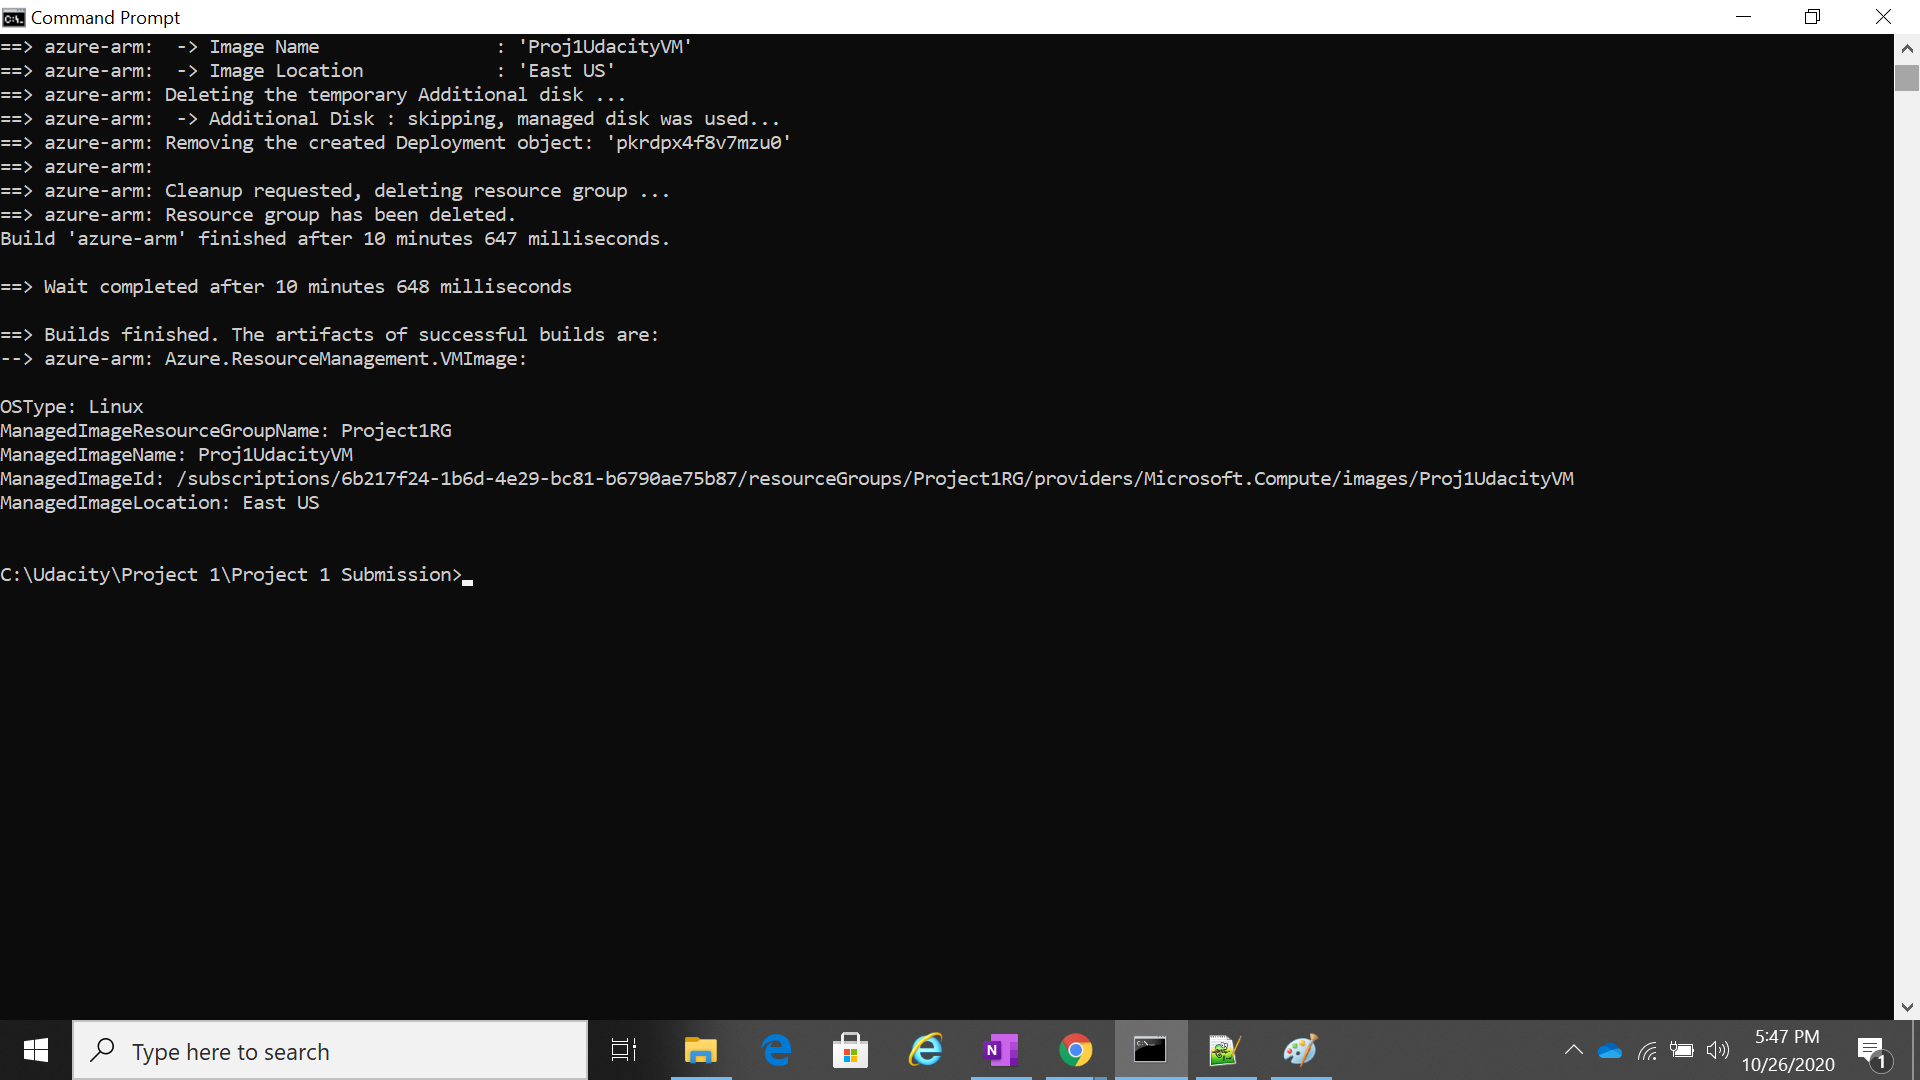 Command Prompt
==> azure-arm:  -> Image Name                : 'Proj1UdacityVM'
==> azure-arm:  -> Image Location            : 'East US'
==> azure-arm: Deleting the temporary Additional disk ...
==> azure-arm:  -> Additional Disk : skipping, managed disk was used...
==> azure-arm: Removing the created Deployment object: 'pkrdpx4f8v7mzu0'
==> azure-arm:
==> azure-arm: Cleanup requested, deleting resource group ...
==> azure-arm: Resource group has been deleted.
Build 'azure-arm' finished after 10 minutes 647 milliseconds.
==> Wait completed after 10 minutes 648 milliseconds
==> Builds finished. The artifacts of successful builds are:
--> azure-arm: Azure.ResourceManagement.VMImage:
OSType: Linux
ManagedImageResourceGroupName: Project1RG
ManagedImageName: Proj1UdacityVM
ManagedImageId: /subscriptions/6b217f24-1b6d-4e29-bc81-b6790ae75b87/resourceGroups/Project1RG/providers/Microsoft.Compute/images/Proj1UdacityVM
ManagedImageLocation: East US
C:\Udacity\Project 1\Project 1 Submission>
Type here to search
5:47 PM
10/26/2020
1